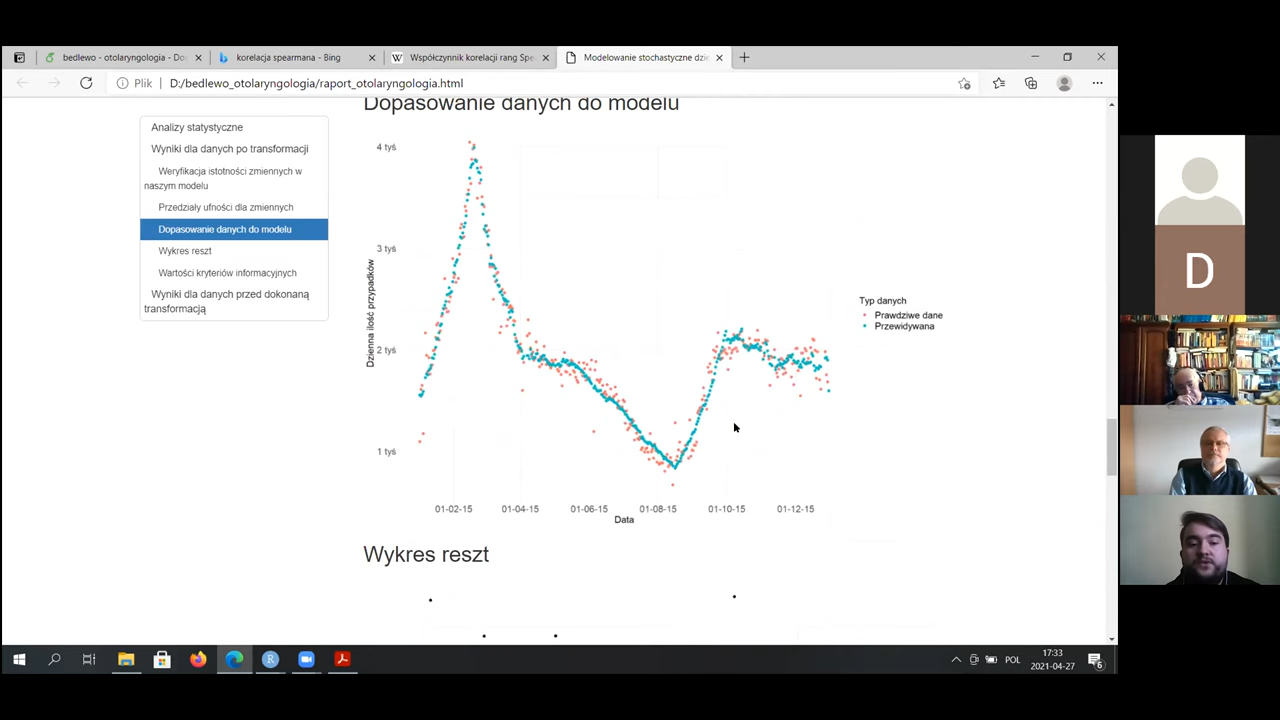 bedlewo - otolaryngologia - Do
korelacja spearmana - Bing
Współczynnik korelacji rang Spe
Modelowanie stochastyczne dzie
Plik
D:/bedlewo_otolaryngologia/raport_otolaryngologia.html
Dopasowanie danych do modelu
Analizy statystyczne
Wyniki dla danych po transformacji
Weryfikacja istotności zmiennych w
naszym modelu
Przedziały ufności dla zmiennych
Dopasowanie danych do modelu
Wykres reszt
Wartości kryteriów informacyjnych
Wyniki dla danych przed dokonaną
transformacją
4 tyś
3 tyś
2 tyś
1 tyś
Dzienna ilość przypadków
01-02-15 01-04-15 01-06-15 01-08-15 01-10-15 01-12-15
Data
Typ danych
Prawdziwe dane
Przewidywana
Wykres reszt
D
POL
17:33
2021-04-27
6